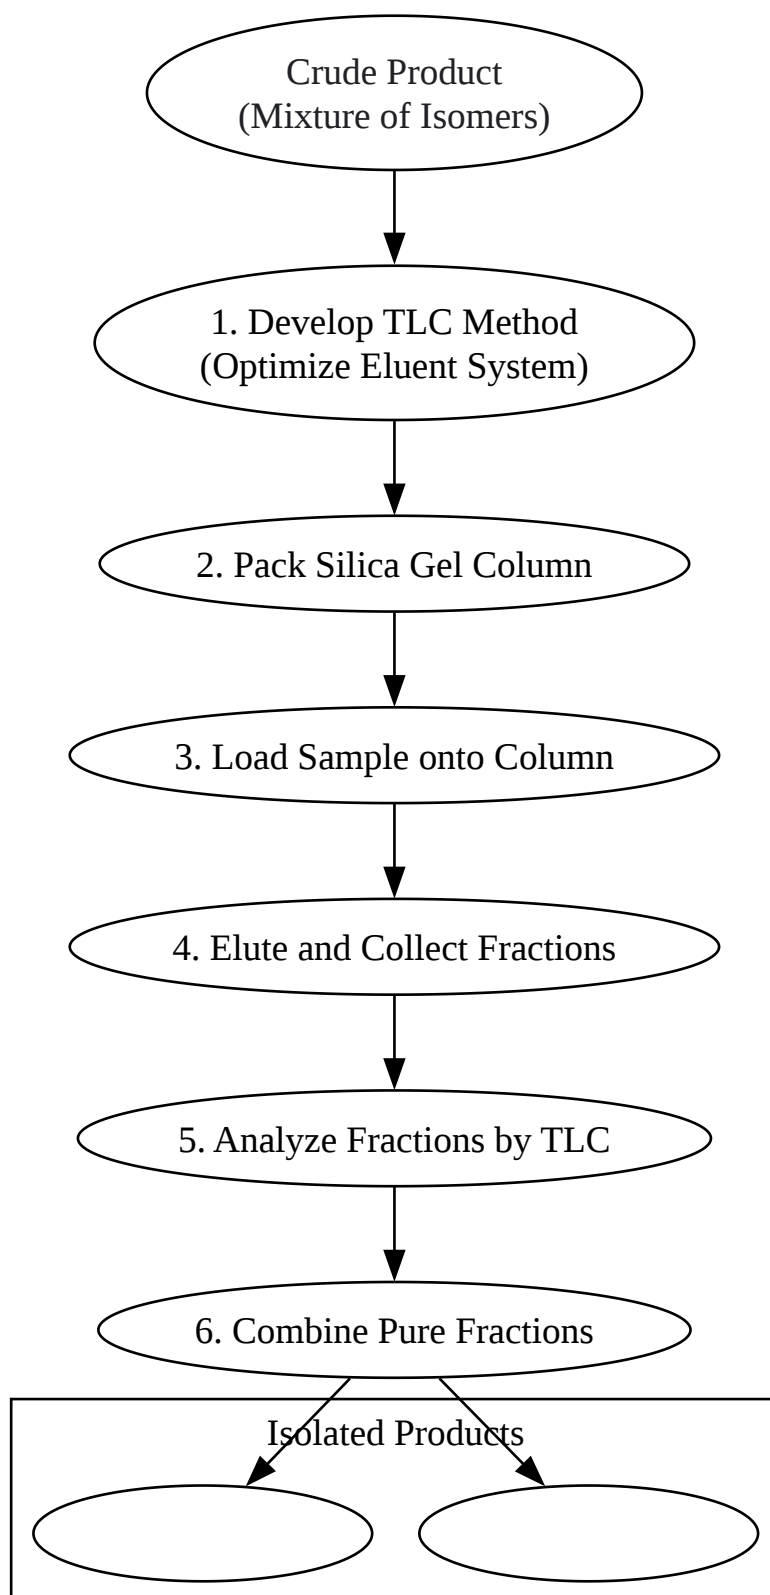 Crude Product
(Mixture of Isomers)
1. Develop TLC Method
(Optimize Eluent System)
2. Pack Silica Gel Column
3. Load Sample onto Column
4. Elute and Collect Fractions
5. Analyze Fractions by TLC
6. Combine Pure Fractions
Isolated Products